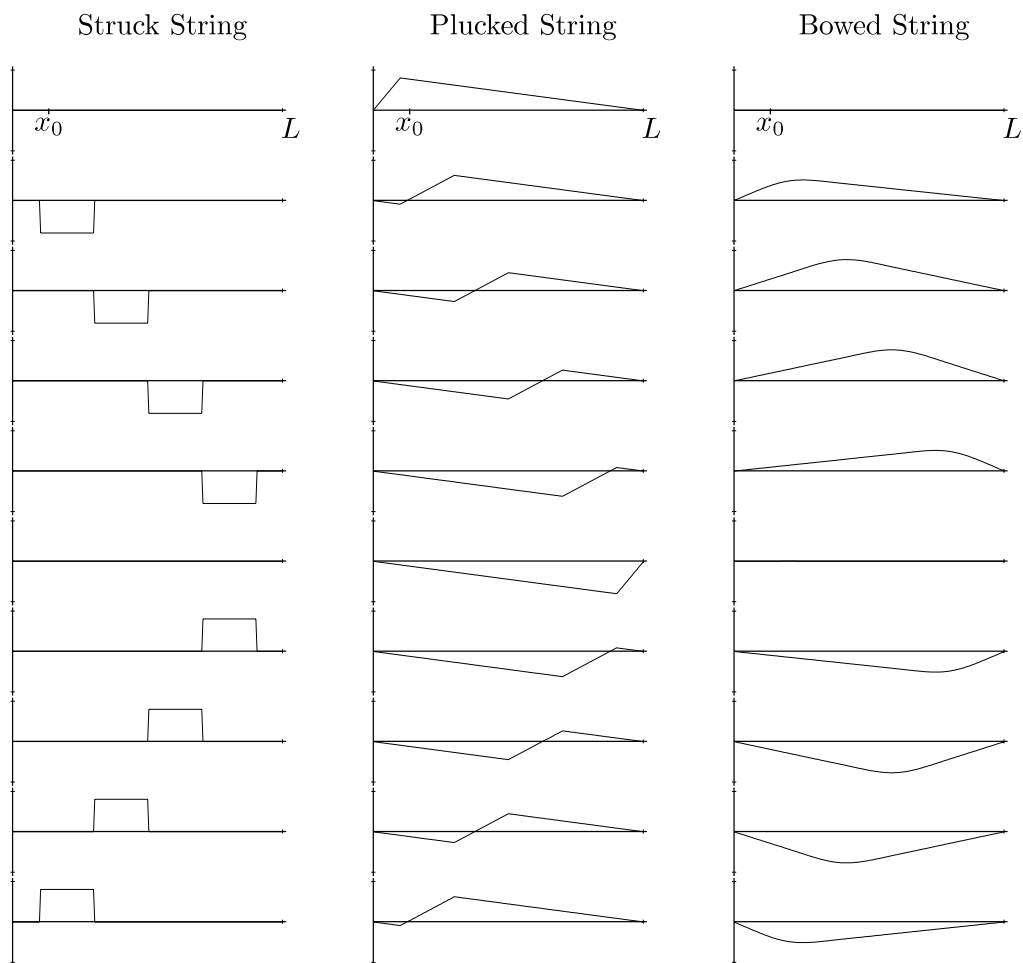 Struck String Plucked String Bowed String
x₀ L x₀ L x₀ L